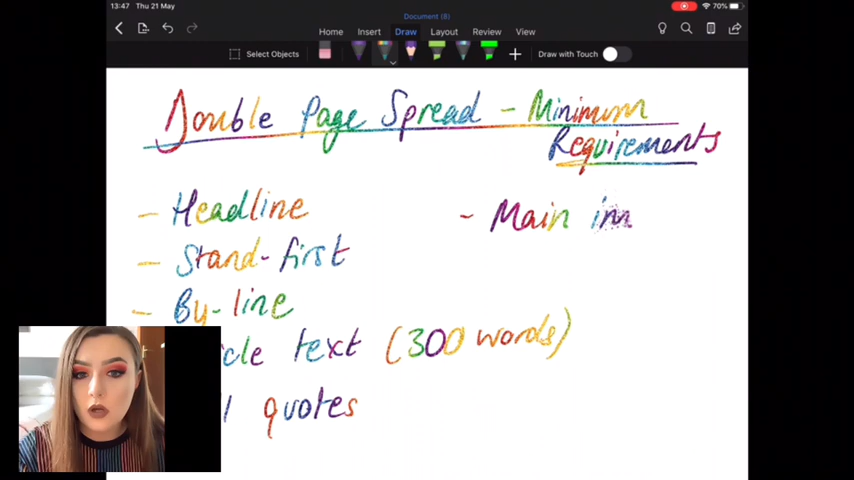 13:47 Thu 21 May
70%
Document (8)
Home Insert Draw Layout Review View
Select Objects
Draw with Touch
Double Page Spread - Minimum
Requirements
- Headline
- Main im
- Stand-first
- By-line
cle text (300 words)
quotes